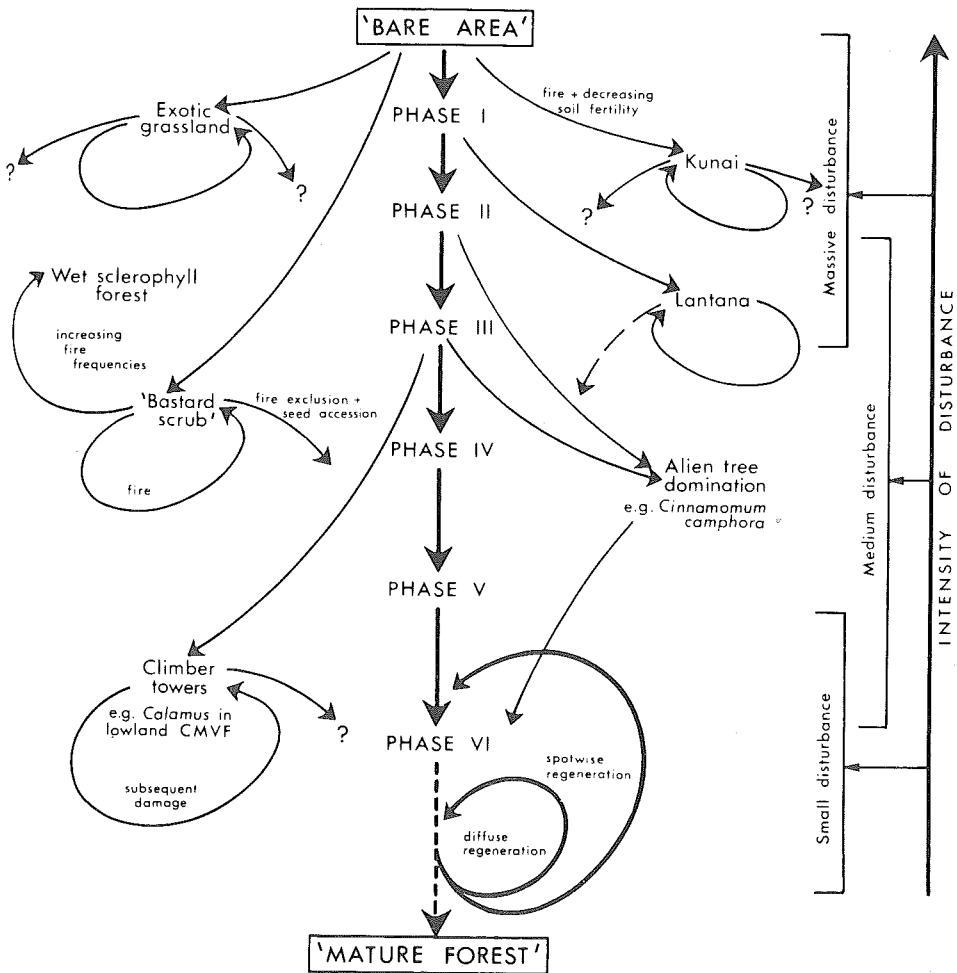 'BARE AREA'
fire + decreasing
soil fertility
Exotic
grassland
?
?
PHASE I
Kunai
?
?
PHASE II
Wet sclerophyll
forest
increasing
fire
frequencies
Lantana
PHASE III
'Bastard
scrub'
fire exclusion +
seed accession
fire
PHASE IV
Alien tree
domination
e.g. Cinnamomum
camphora
PHASE V
Climber
towers
e.g. Calamus in
lowland CMVF
?
subsequent
damage
PHASE VI
spotwise
regeneration
diffuse
regeneration
'MATURE FOREST'
Massive disturbance
Medium disturbance
Small disturbance
INTENSITY OF DISTURBANCE